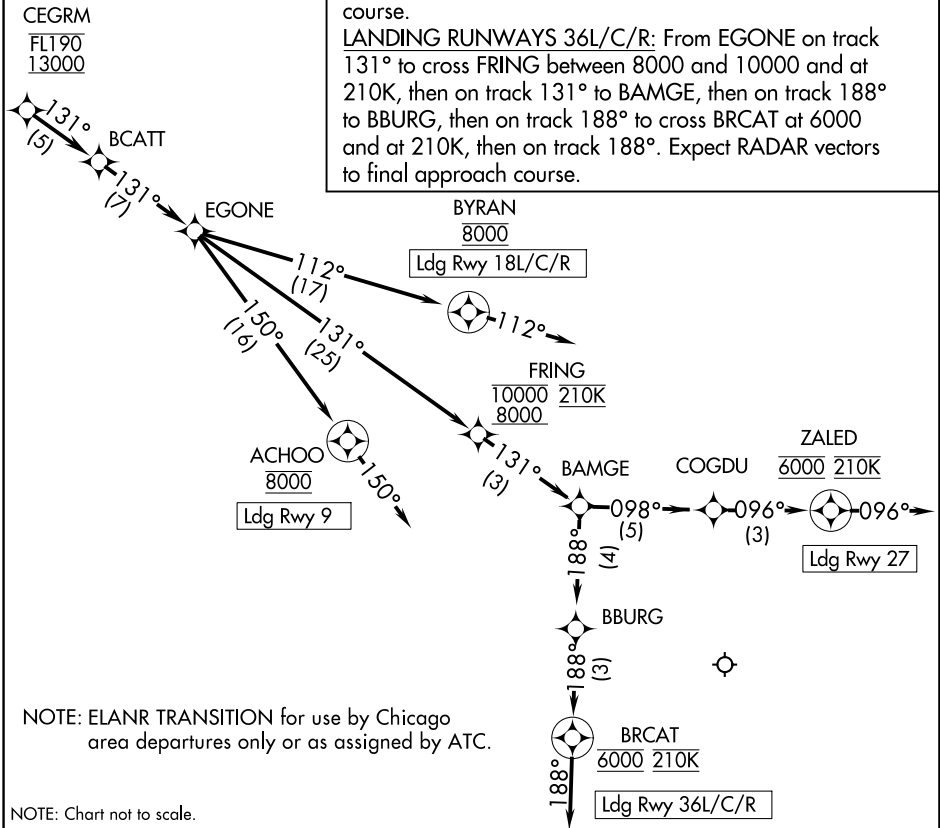 course.
LANDING RUNWAYS 36L/C/R: From EGONE on track
131° to cross FRING between 8000 and 10000 and at
210K, then on track 131° to BAMGE, then on track 188°
to BBURG, then on track 188° to cross BRCAT at 6000
and at 210K, then on track 188°. Expect RADAR vectors
to final approach course.
CEGRM
FL190
13000
131°
(5)
BCATT
131°
(7)
EGONE
BYRAN
8000
Ldg Rwy 18L/C/R
112°
(17)
112°
150°
(16)
131°
(25)
FRING
10000 210K
8000
ACHOO
8000
Ldg Rwy 9
150°
131°
(3)
BAMGE
COGDU
ZALED
6000 210K
098°
(5)
096°
(3)
096°
Ldg Rwy 27
188°
(4)
BBURG
188°
(3)
BRCAT
6000 210K
188°
Ldg Rwy 36L/C/R
NOTE: ELANR TRANSITION for use by Chicago
area departures only or as assigned by ATC.
NOTE: Chart not to scale.